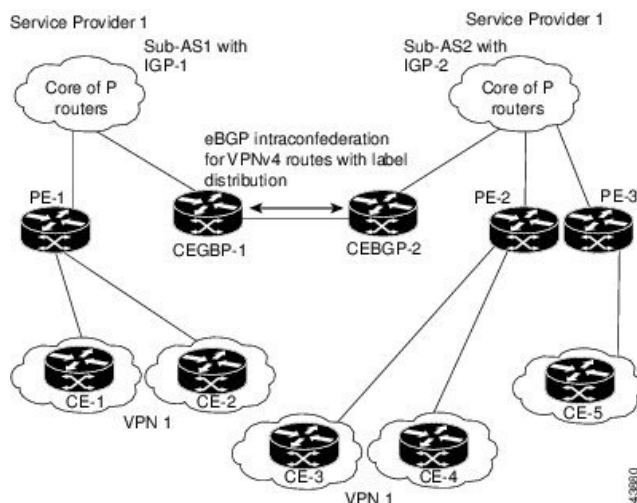 Service Provider 1
Service Provider 1
Sub-AS1 with
IGP-1
Sub-AS2 with
IGP-2
Core of P
routers
Core of P
routers
eBGP intraconfederation
for VPNv4 routes with label
distribution
PE-1
CEGBP-1
CEBGP-2
PE-2
PE-3
CE-1
CE-2
VPN 1
CE-3
CE-4
VPN 1
CE-5
43880